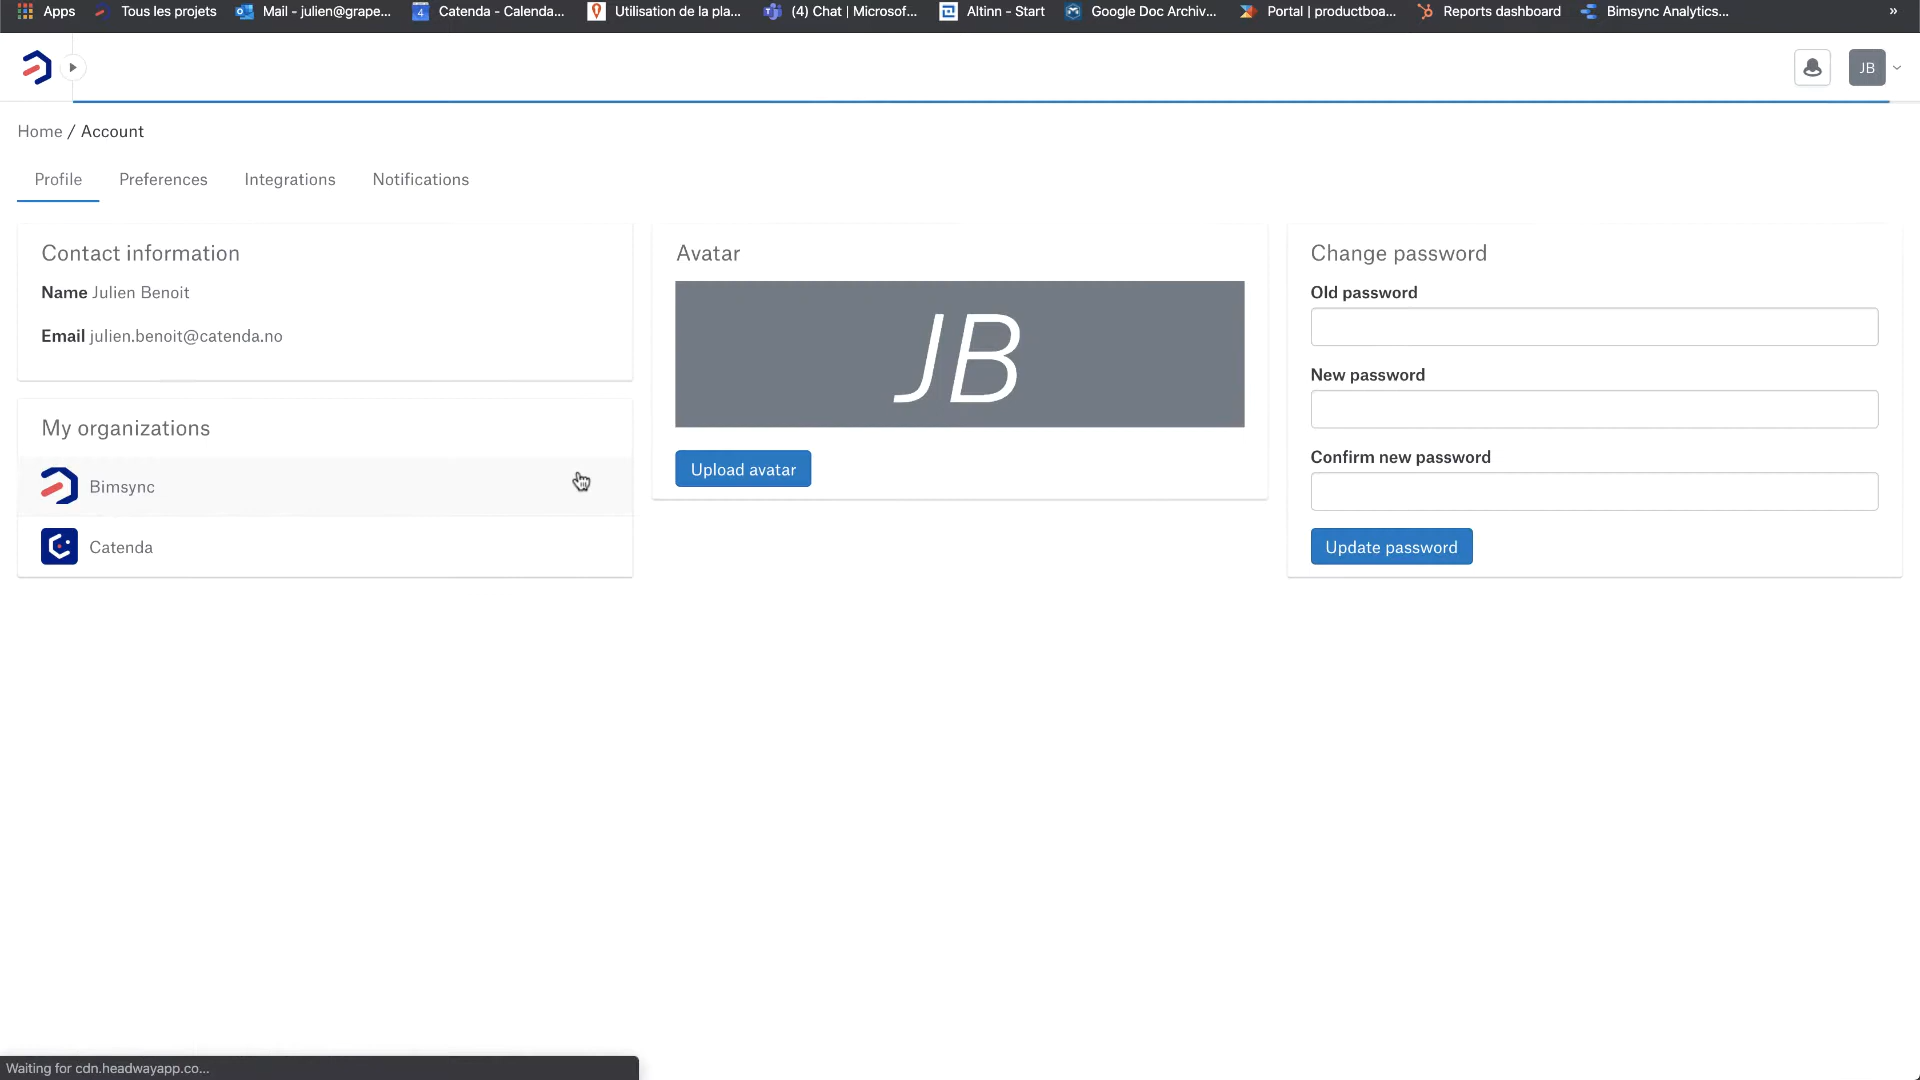 Apps Tous les projets Mail - julien@grape... 4 Catenda - Calenda... Utilisation de la pla... (4) Chat | Microsof... Altinn - Start Google Doc Archiv... Portal | productboa... Reports dashboard Bimsync Analytics... »
JB
Home / Account
Profile Preferences Integrations Notifications
Contact information
Name Julien Benoit
Email julien.benoit@catenda.no
My organizations
Bimsync
Catenda
Avatar
JB
Upload avatar
Change password
Old password
New password
Confirm new password
Update password
Waiting for cdn.headwayapp.co...